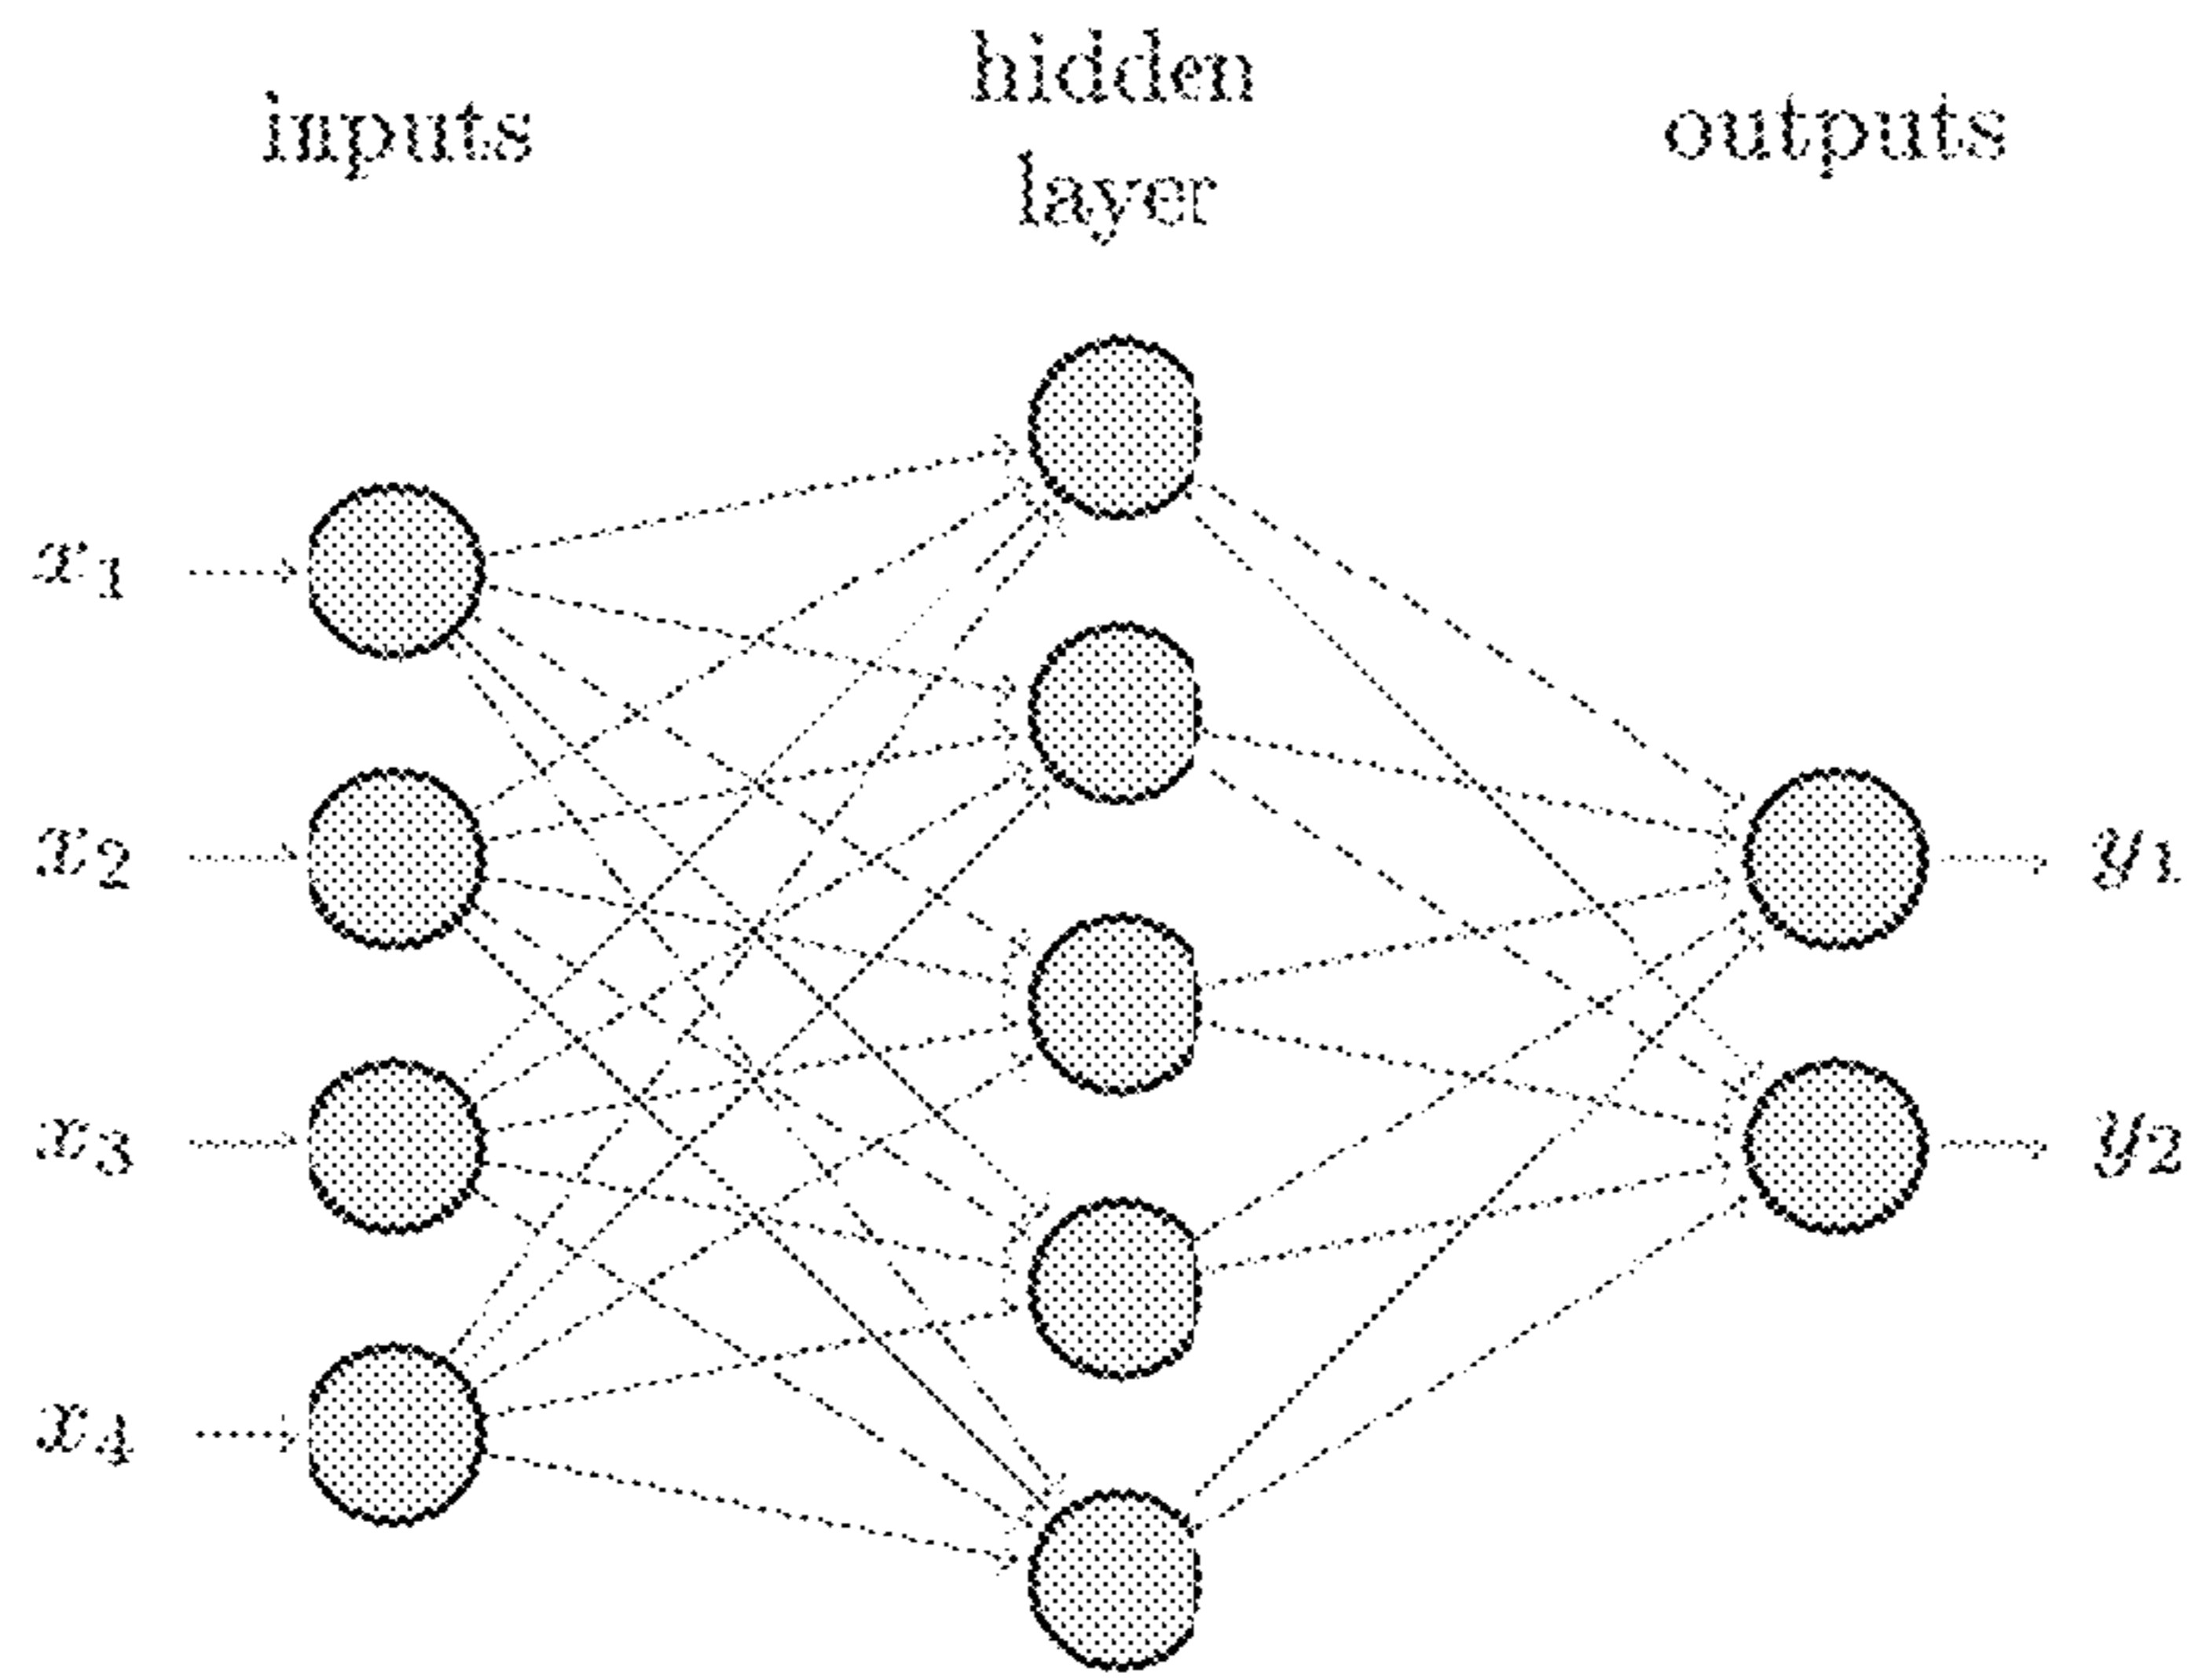 inputs
hidden
layer
outputs
x1
x2
x3
x4
y1
y2